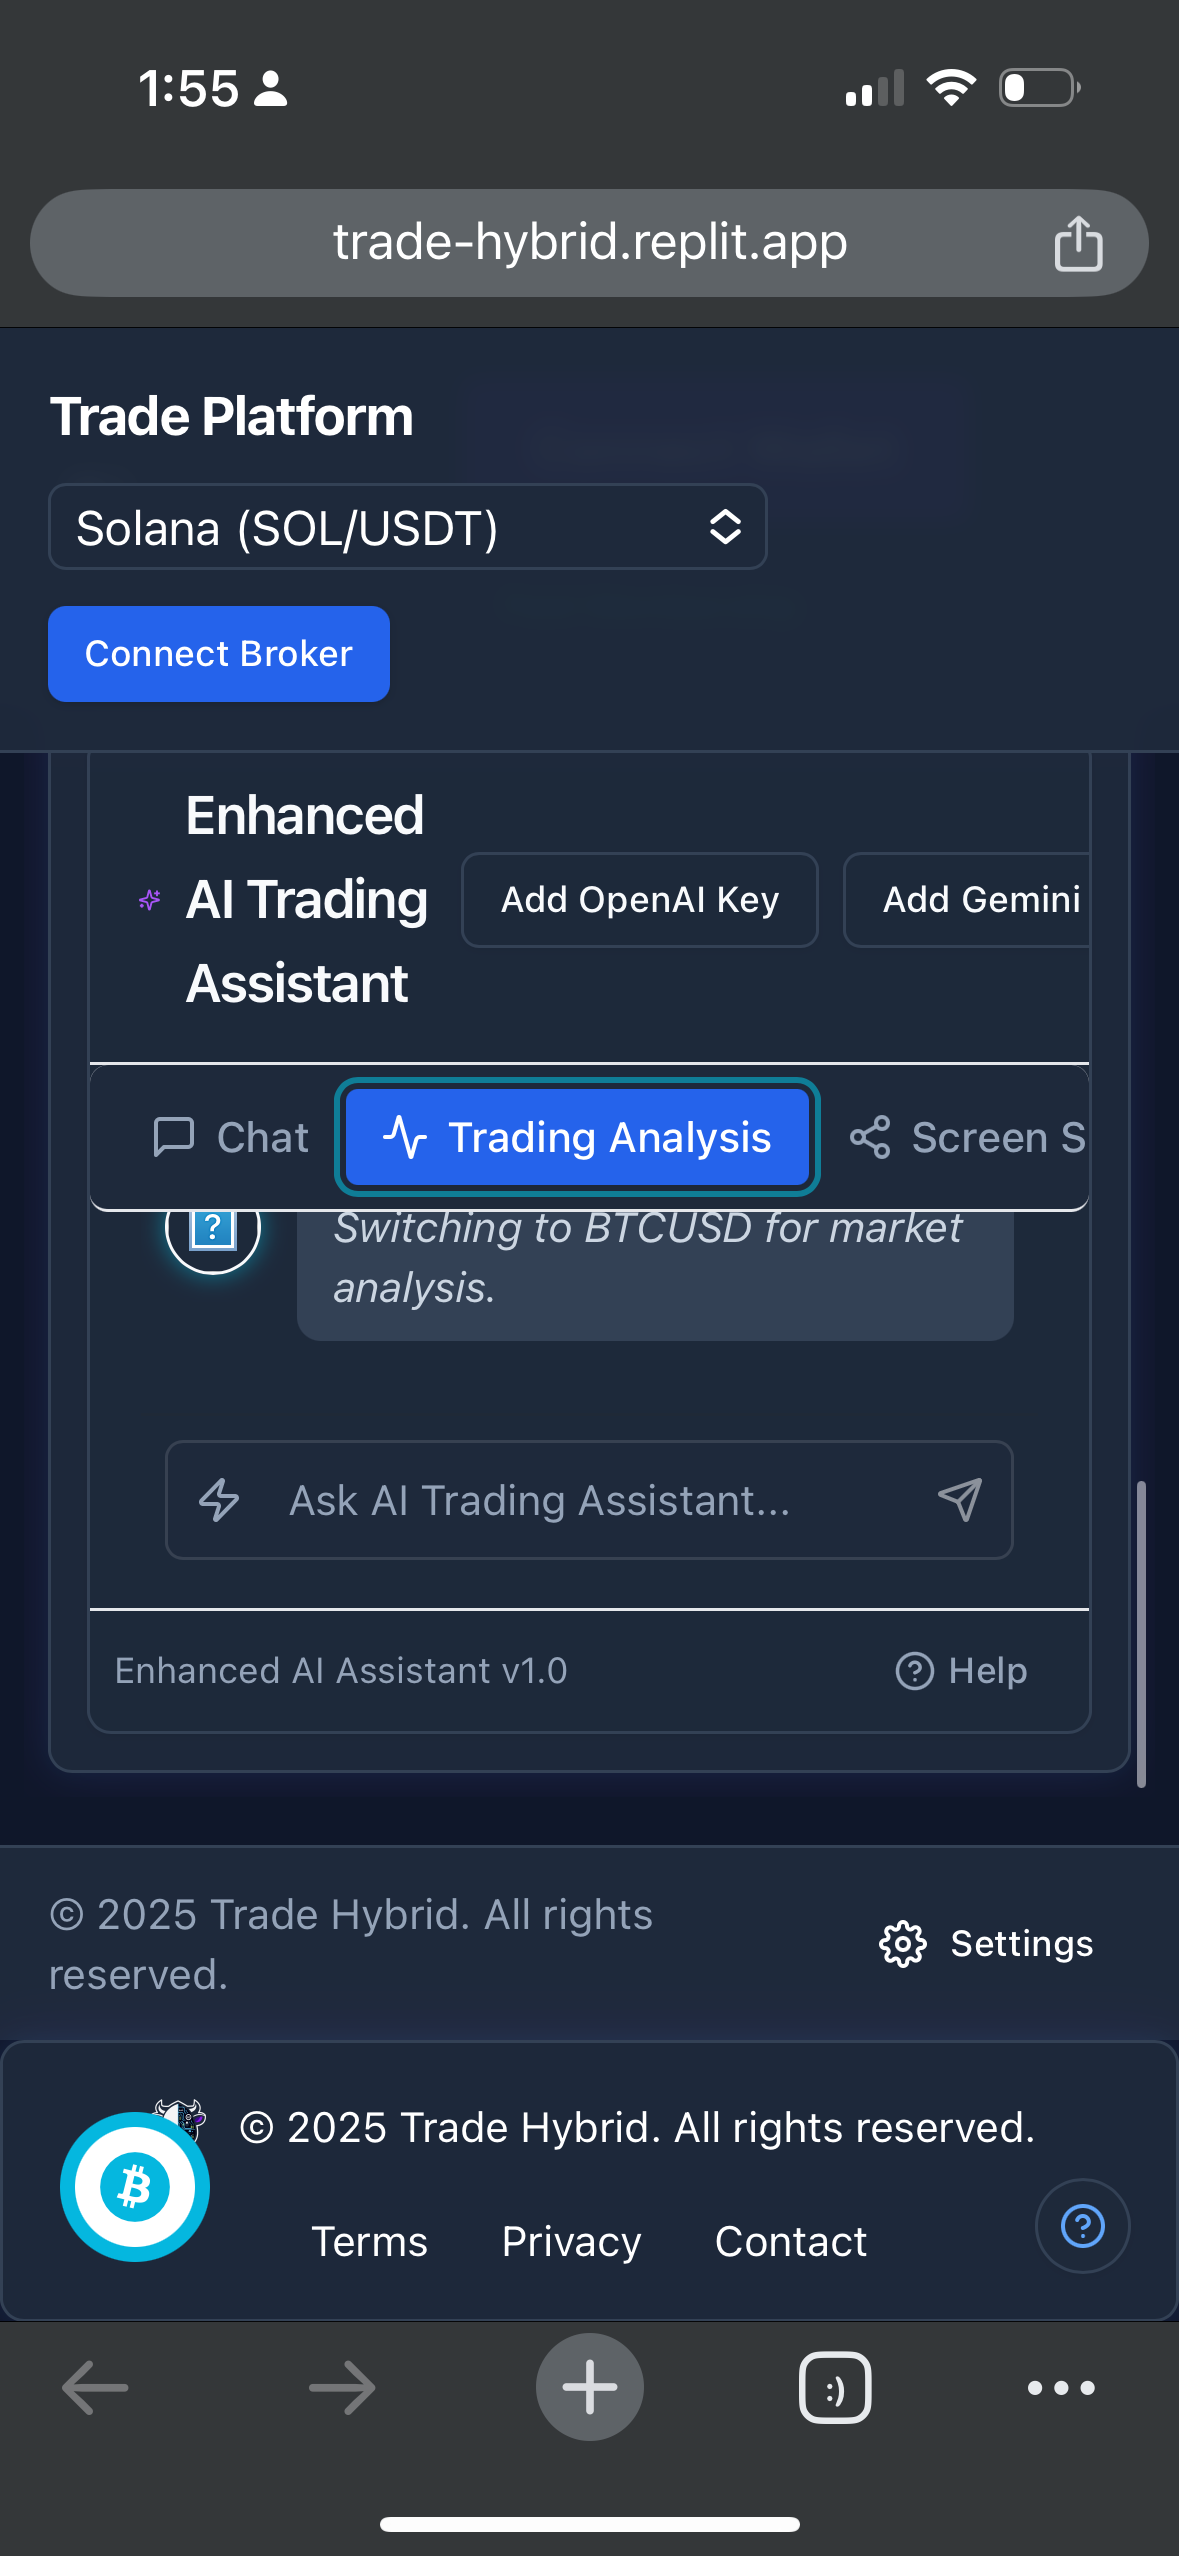 1:55
trade-hybrid.replit.app
Trade Platform
Solana (SOL/USDT)
Connect Broker
Enhanced
AI Trading
Assistant
Add OpenAI Key
Add Gemini
Chat
Trading Analysis
Screen S
?
Switching to BTCUSD for market
analysis.
Ask AI Trading Assistant...
Enhanced AI Assistant v1.0
Help
© 2025 Trade Hybrid. All rights
reserved.
Settings
© 2025 Trade Hybrid. All rights reserved.
Terms
Privacy
Contact
:)